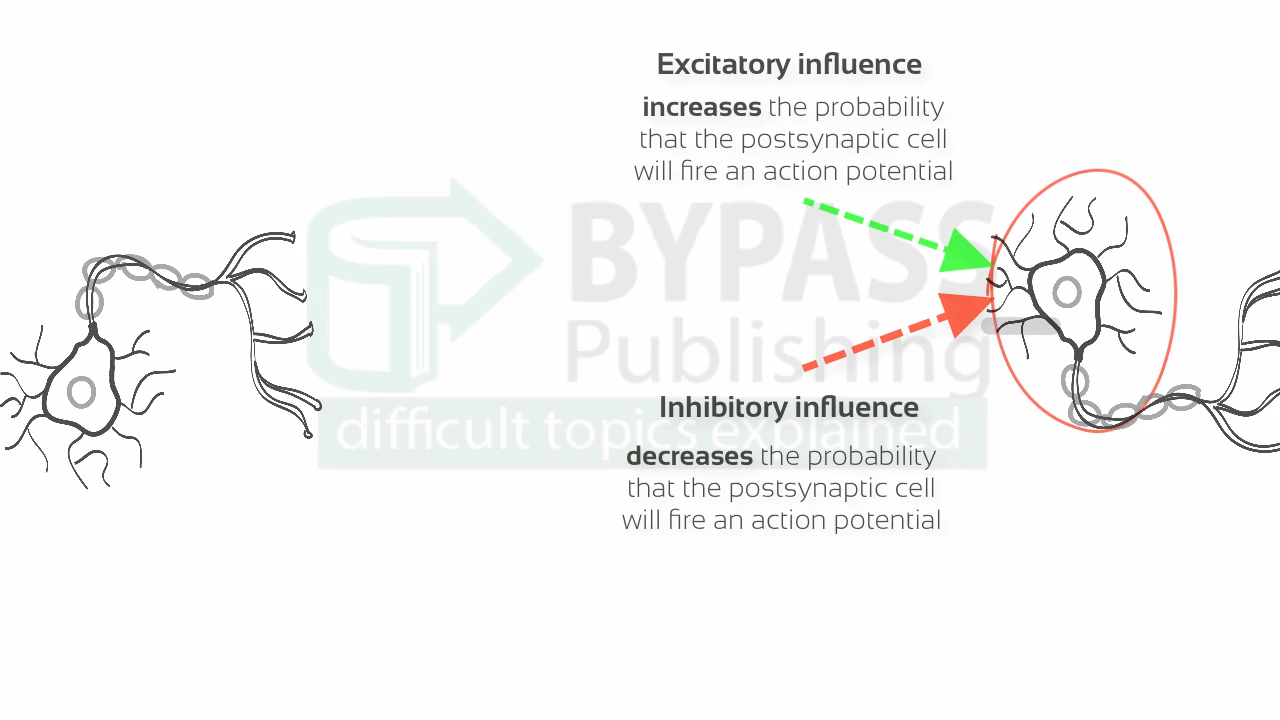 Excitatory influence
increases the probability
that the postsynaptic cell
will fire an action potential
BYPASS
Publishing
Inhibitory influence
difficult topics explained
decreases the probability
that the postsynaptic cell
will fire an action potential